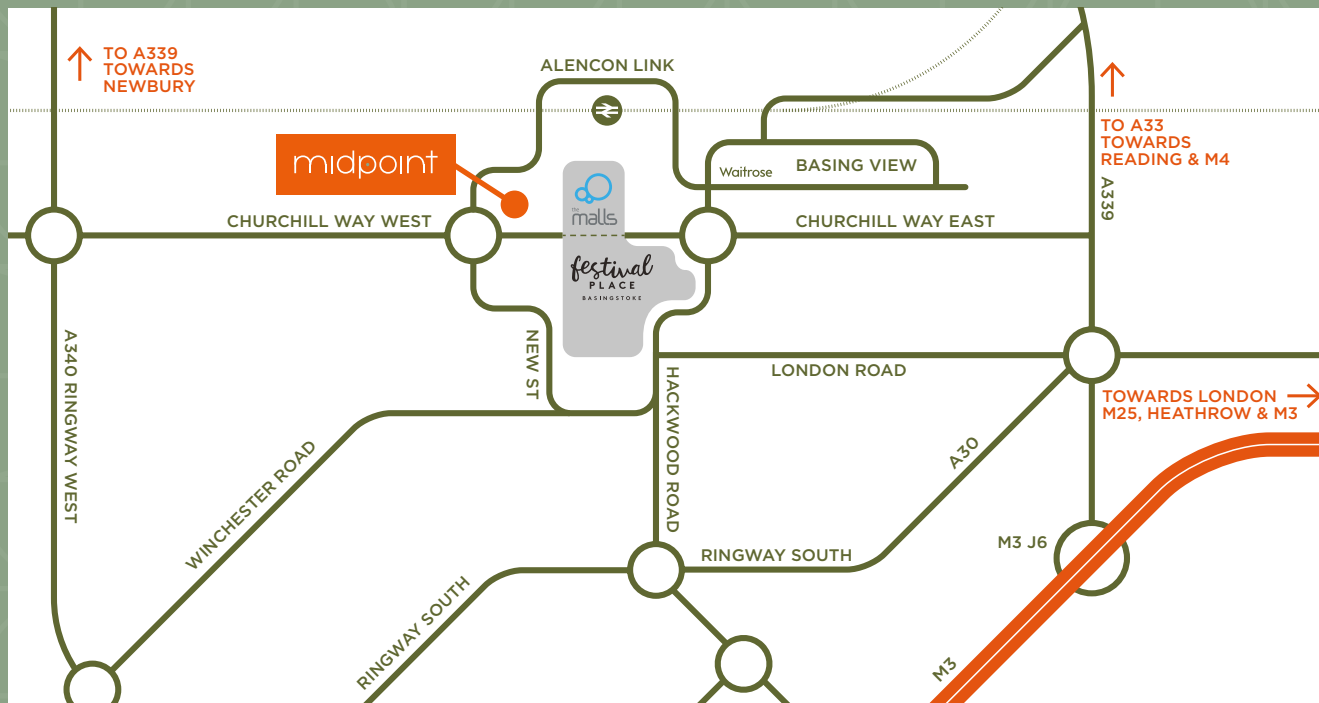 TO A339
TOWARDS
NEWBURY
ALENCON LINK
midpoint
Waitrose
BASING VIEW
TO A33
TOWARDS
READING & M4
A339
the
malls
CHURCHILL WAY WEST
CHURCHILL WAY EAST
festival
PLACE
BASINGSTOKE
A340 RINGWAY WEST
NEW ST
LONDON ROAD
HACKWOOD ROAD
TOWARDS LONDON
M25, HEATHROW & M3
WINCHESTER ROAD
A30
M3 J6
RINGWAY SOUTH
RINGWAY SOUTH
M3